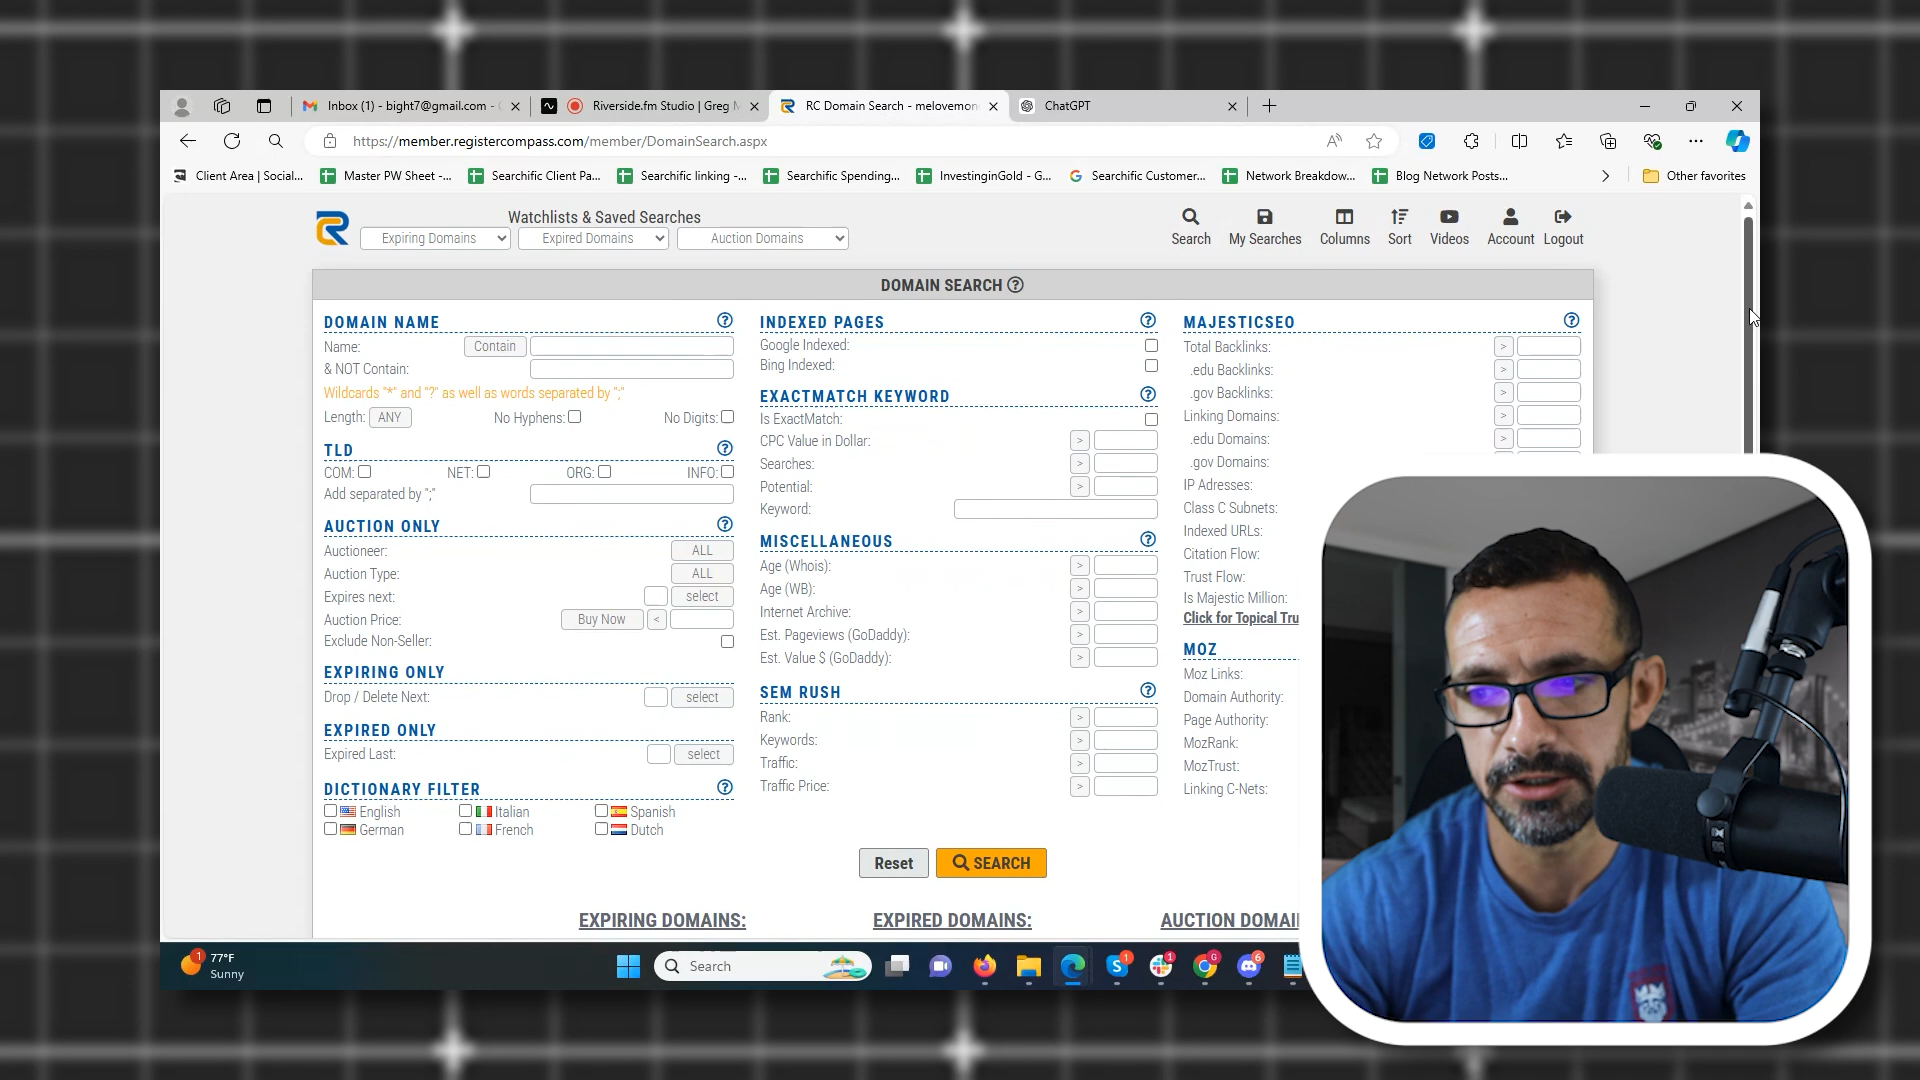 Inbox (1) - bight7@gmail.com -
Riverside.fm Studio | Greg M
RC Domain Search - melovemon
ChatGPT
https://member.registercompass.com/member/DomainSearch.aspx
Client Area | Social...
Master PW Sheet -...
Searchific Client Pa...
Searchific linking -...
Searchific Spending...
InvestinginGold - G...
Searchific Customer...
Network Breakdow...
Blog Network Posts...
Other favorites
Watchlists & Saved Searches
Expiring Domains
Expired Domains
Auction Domains
Search
My Searches
Columns
Sort
Videos
Account
Logout
DOMAIN SEARCH ?
DOMAIN NAME ?
Name: Contain
& NOT Contain:
Wildcards "*" and "?" as well as words separated by ";"
Length: ANY No Hyphens: No Digits:
TLD ?
COM: NET: ORG: INFO:
Add separated by ";"
AUCTION ONLY ?
Auctioneer: ALL
Auction Type: ALL
Expires next: select
Auction Price: Buy Now <
Exclude Non-Seller:
EXPIRING ONLY
Drop / Delete Next: select
EXPIRED ONLY
Expired Last: select
DICTIONARY FILTER ?
English Italian Spanish
German French Dutch
INDEXED PAGES ?
Google Indexed:
Bing Indexed:
EXACTMATCH KEYWORD ?
Is ExactMatch:
CPC Value in Dollar: >
Searches: >
Potential: >
Keyword:
MISCELLANEOUS ?
Age (Whois): >
Age (WB): >
Internet Archive: >
Est. Pageviews (GoDaddy): >
Est. Value $ (GoDaddy): >
SEM RUSH ?
Rank: >
Keywords: >
Traffic: >
Traffic Price: >
MAJESTICSEO ?
Total Backlinks: >
.edu Backlinks: >
.gov Backlinks: >
Linking Domains: >
.edu Domains: >
.gov Domains:
IP Adresses:
Class C Subnets:
Indexed URLs:
Citation Flow:
Trust Flow:
Is Majestic Million:
Click for Topical Tru
MOZ
Moz Links:
Domain Authority:
Page Authority:
MozRank:
MozTrust:
Linking C-Nets:
Reset
SEARCH
EXPIRING DOMAINS:
EXPIRED DOMAINS:
AUCTION DOMAI
1
77°F
Sunny
Search
1
1
G
6